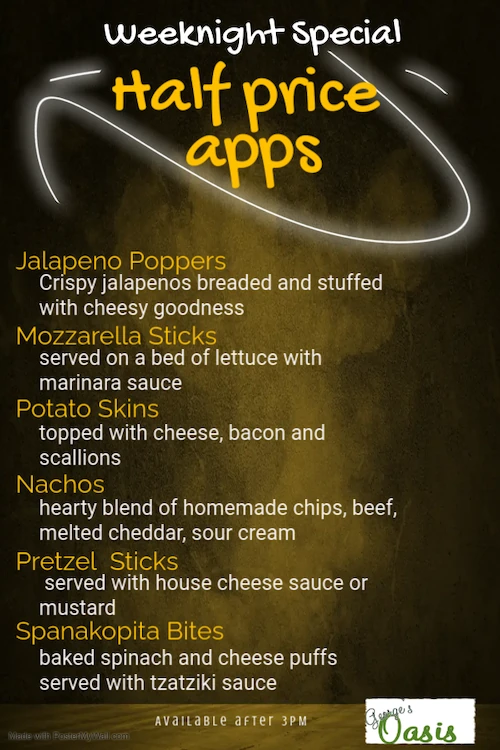 Weeknight Special
Half price
apps
Jalapeno Poppers
Crispy jalapenos breaded and stuffed
with cheesy goodness
Mozzarella Sticks
served on a bed of lettuce with
marinara sauce
Potato Skins
topped with cheese, bacon and
scallions
Nachos
hearty blend of homemade chips, beef,
melted cheddar, sour cream
Pretzel  Sticks
served with house cheese sauce or
mustard
Spanakopita Bites
baked spinach and cheese puffs
served with tzatziki sauce
Available after 3PM
George's
Oasis
Made with PosterMyWall.com